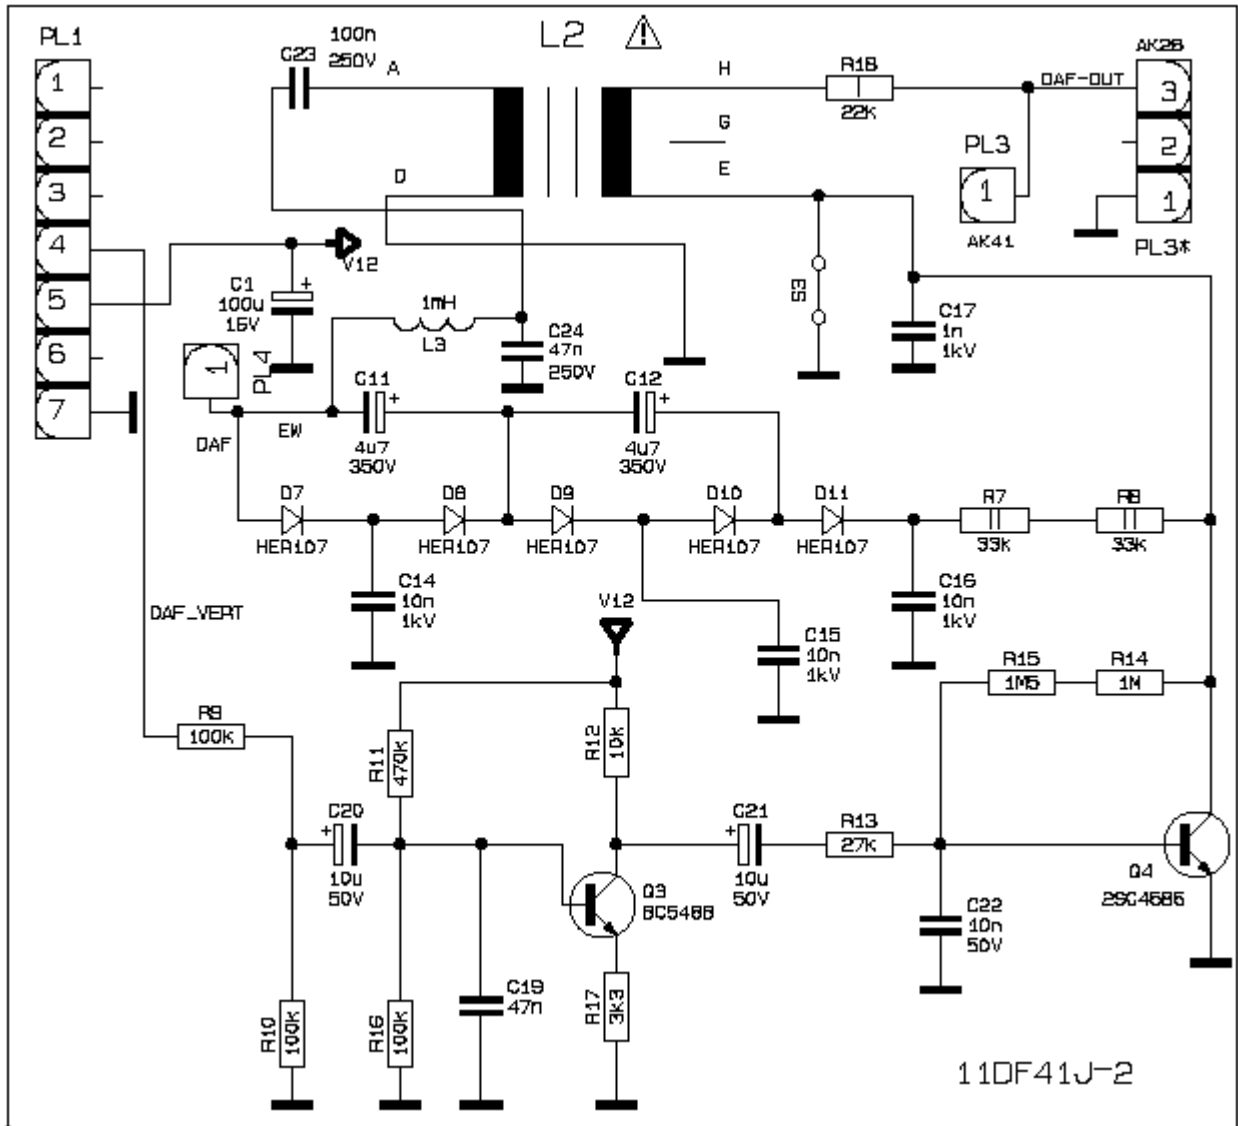 PL1
1
2
3
4
5
6
7
100n
C23
250V
A
D
L2
H
G
E
R18
22k
DAF-OUT
AK28
3
2
1
PL3*
PL3
1
AK41
V12
C1
+
100u
16V
1
PL4
1mH
L3
C24
47n
250V
S3
C17
1n
1kV
DAF
EW
C11
+
4u7
350V
C12
+
4u7
350V
D7
HER107
D8
HER107
D9
HER107
D10
HER107
D11
HER107
R7
33k
R8
33k
C14
10n
1kV
V12
C15
10n
1kV
C16
10n
1kV
DAF_VERT
R15
1M5
R14
1M
R9
100k
R11
470k
R12
10k
C20
+
10u
50V
C21
+
10u
50V
R13
27k
Q3
BC548B
Q4
2SC4686
C22
10n
50V
R10
100k
R16
100k
C19
47n
R17
3k3
11DF41J-2